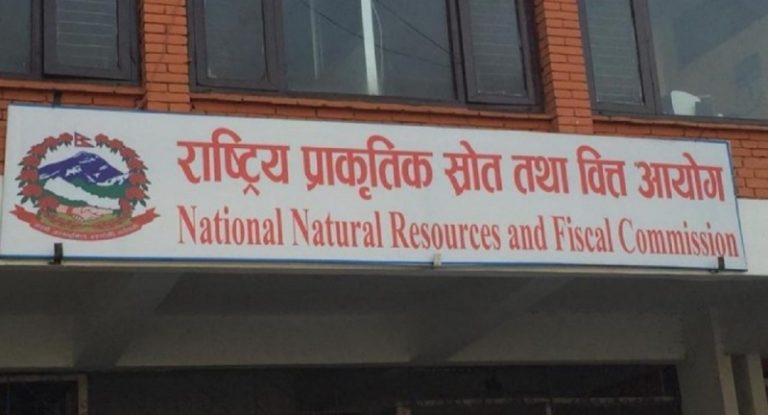 राष्ट्रिय प्राकृतिक स्रोत तथा वित्त आयोग
National Natural Resources and Fiscal Commission